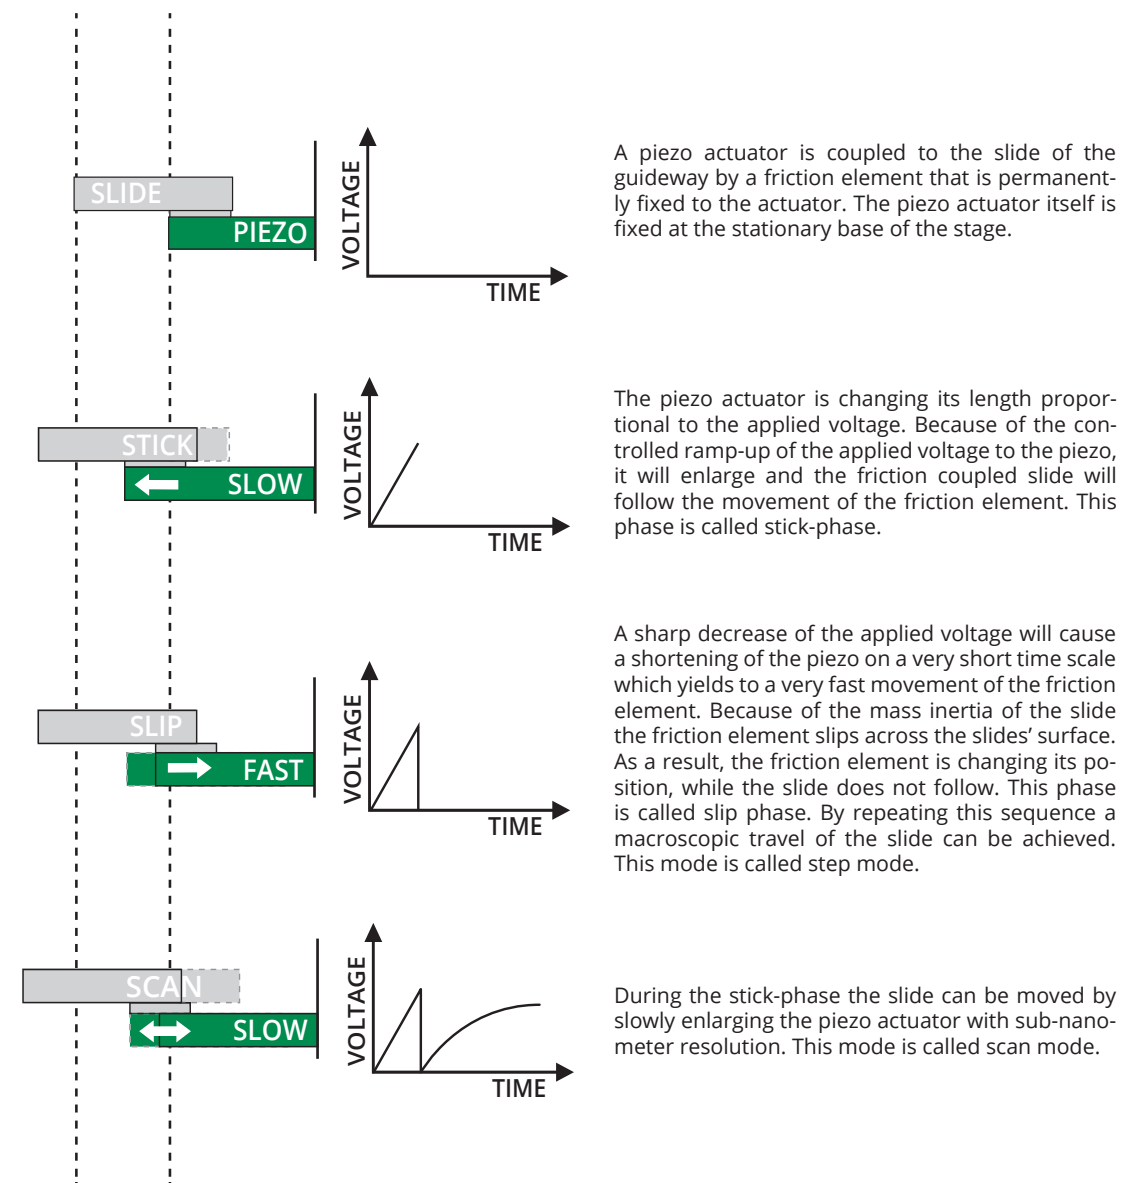 SLIDE
PIEZO
VOLTAGE
TIME
A piezo actuator is coupled to the slide of the
guideway by a friction element that is permanent-
ly fixed to the actuator. The piezo actuator itself is
fixed at the stationary base of the stage.
STICK
SLOW
VOLTAGE
TIME
The piezo actuator is changing its length propor-
tional to the applied voltage. Because of the con-
trolled ramp-up of the applied voltage to the piezo,
it will enlarge and the friction coupled slide will
follow the movement of the friction element. This
phase is called stick-phase.
SLIP
FAST
VOLTAGE
TIME
A sharp decrease of the applied voltage will cause
a shortening of the piezo on a very short time scale
which yields to a very fast movement of the friction
element. Because of the mass inertia of the slide
the friction element slips across the slides’ surface.
As a result, the friction element is changing its po-
sition, while the slide does not follow. This phase
is called slip phase. By repeating this sequence a
macroscopic travel of the slide can be achieved.
This mode is called step mode.
SCAN
SLOW
VOLTAGE
TIME
During the stick-phase the slide can be moved by
slowly enlarging the piezo actuator with sub-nano-
meter resolution. This mode is called scan mode.